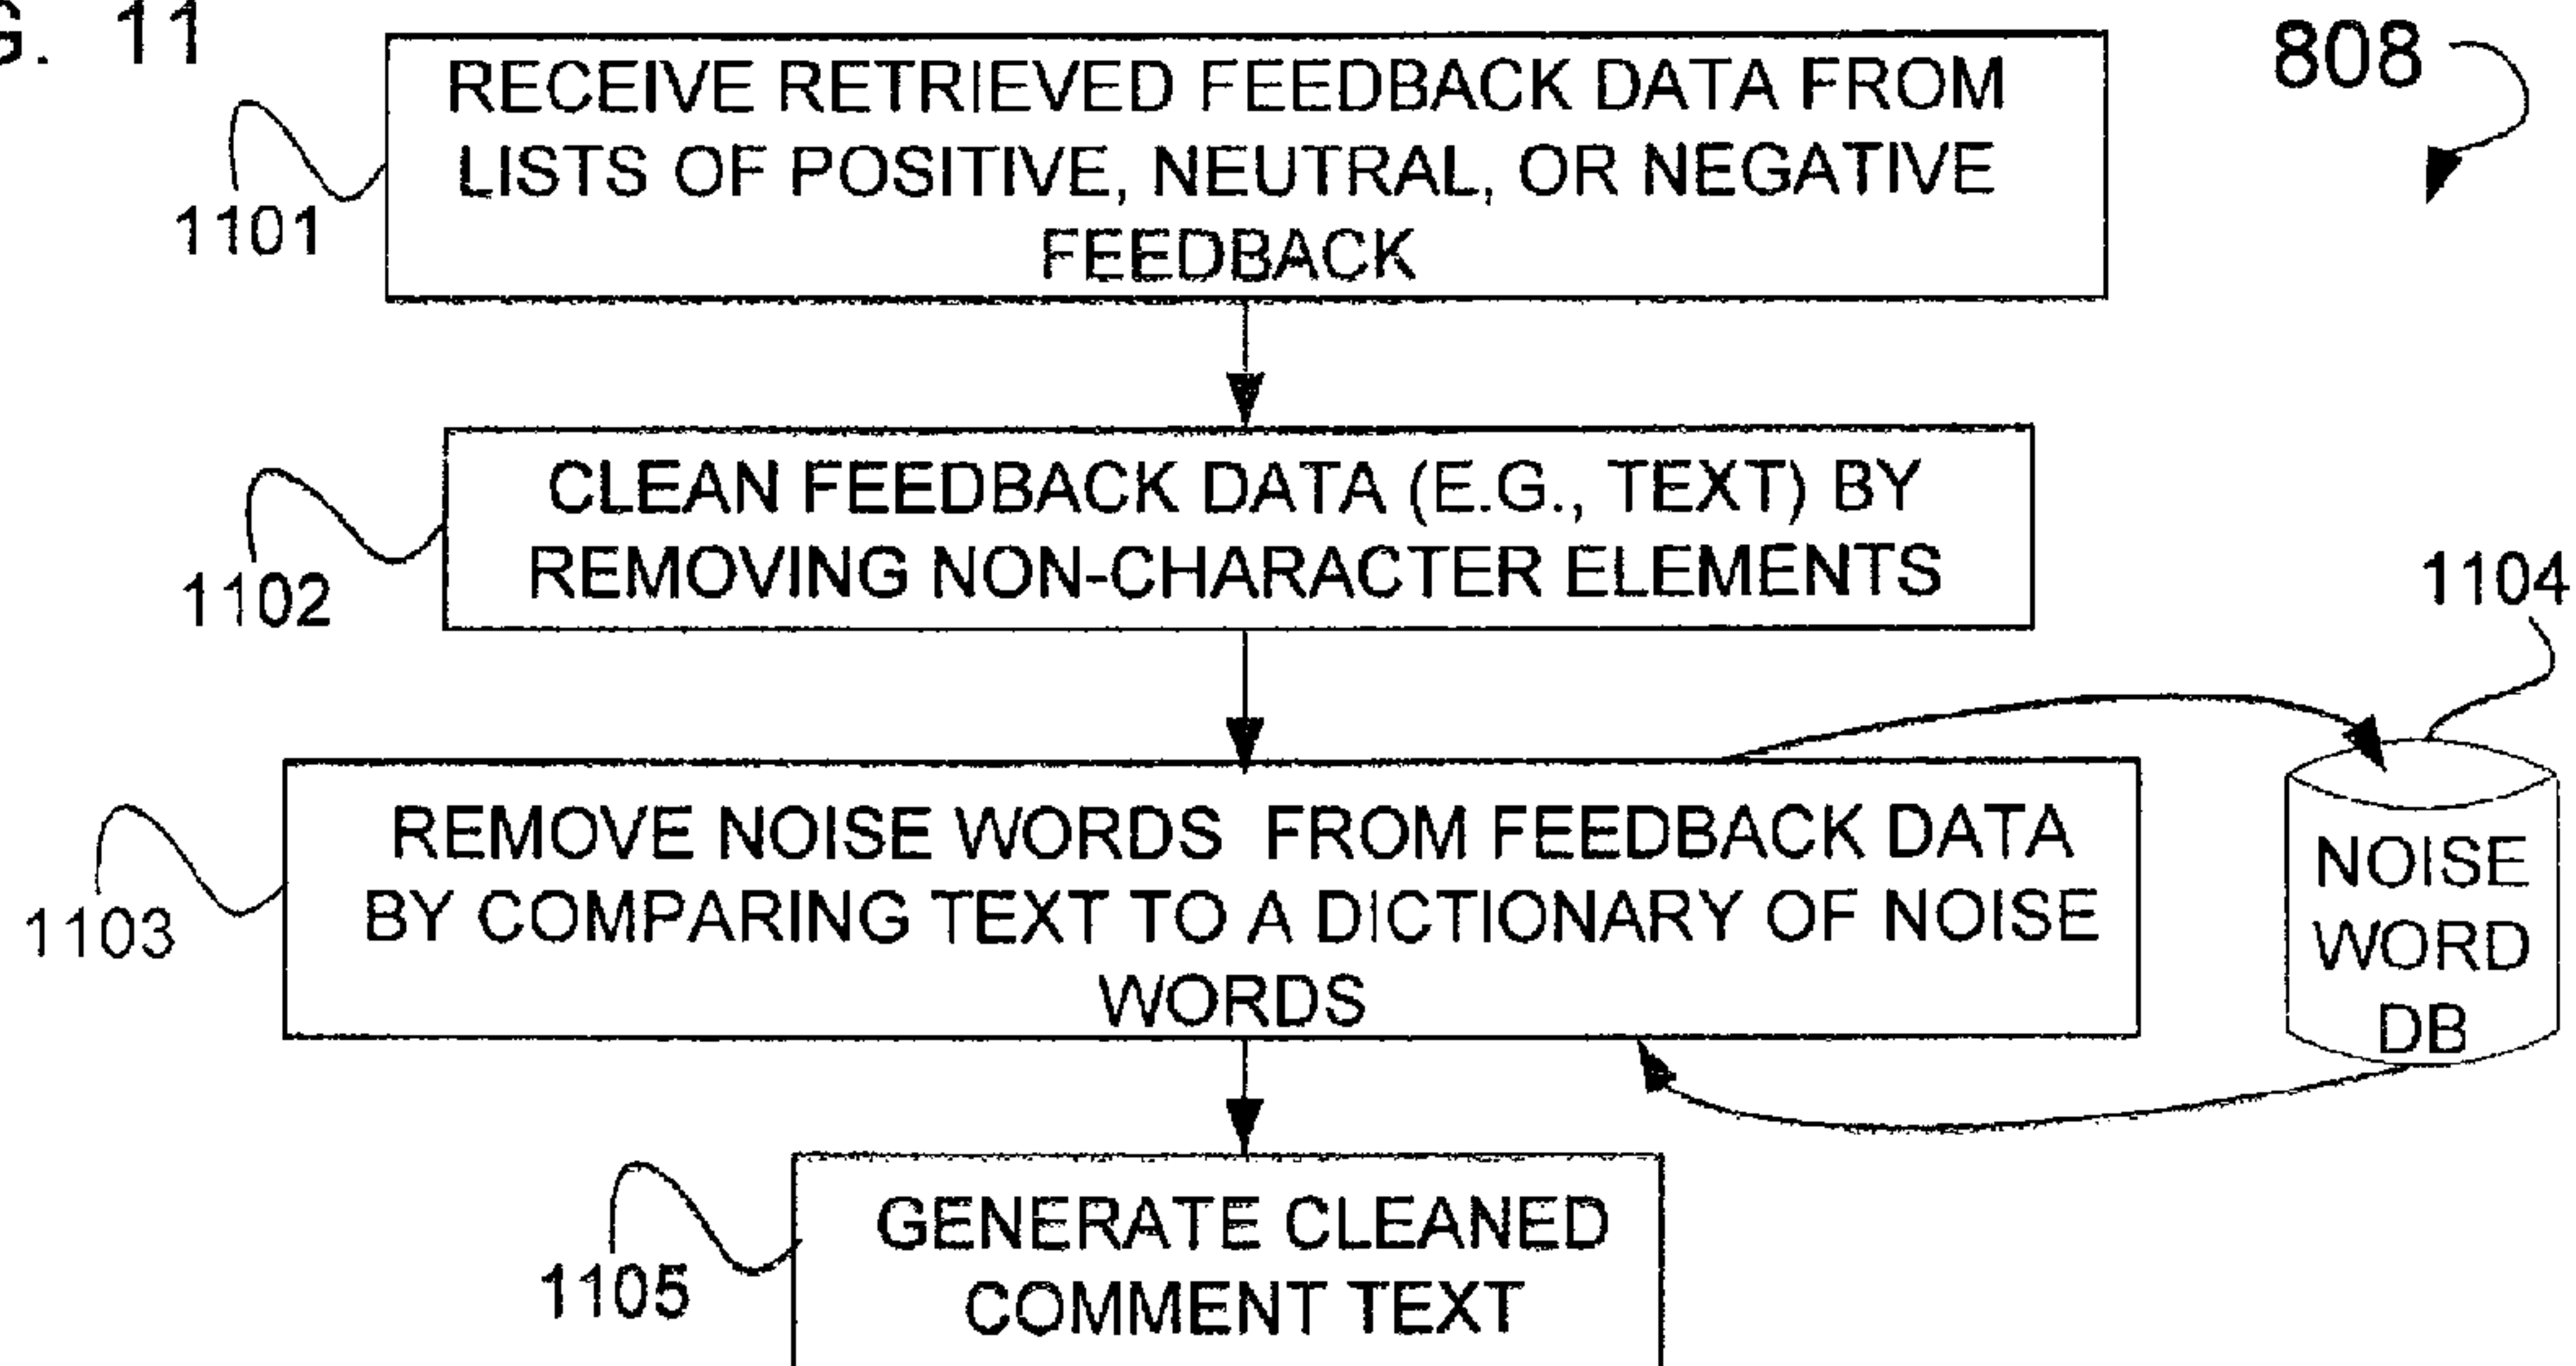 G. 11
808
RECEIVE RETRIEVED FEEDBACK DATA FROM
LISTS OF POSITIVE, NEUTRAL, OR NEGATIVE
FEEDBACK
1101
CLEAN FEEDBACK DATA (E.G., TEXT) BY
REMOVING NON-CHARACTER ELEMENTS
1102
1104
REMOVE NOISE WORDS FROM FEEDBACK DATA
BY COMPARING TEXT TO A DICTIONARY OF NOISE
WORDS
1103
NOISE
WORD
DB
GENERATE CLEANED
COMMENT TEXT
1105